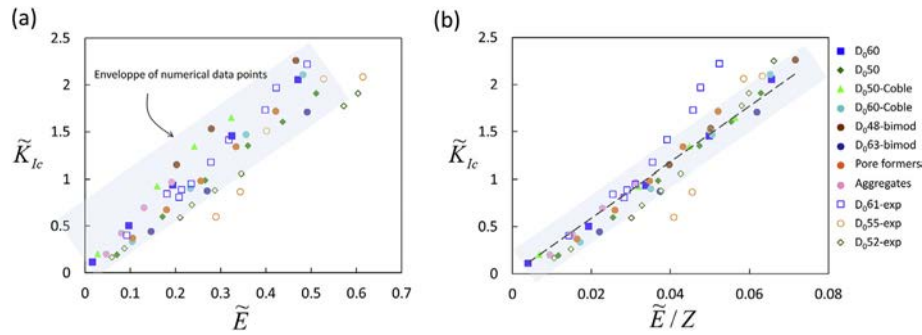 (a)
2.5
2
1.5
1
0.5
0
K̃Ic
Enveloppe of numerical data points
0 0.1 0.2 0.3 0.4 0.5 0.6 0.7
Ẽ
(b)
2.5
2
1.5
1
0.5
0
K̃Ic
0 0.02 0.04 0.06 0.08
Ẽ / Z
D₀60
D₀50
D₀50-Coble
D₀60-Coble
D₀48-bimod
D₀63-bimod
Pore formers
Aggregates
D₀61-exp
D₀55-exp
D₀52-exp